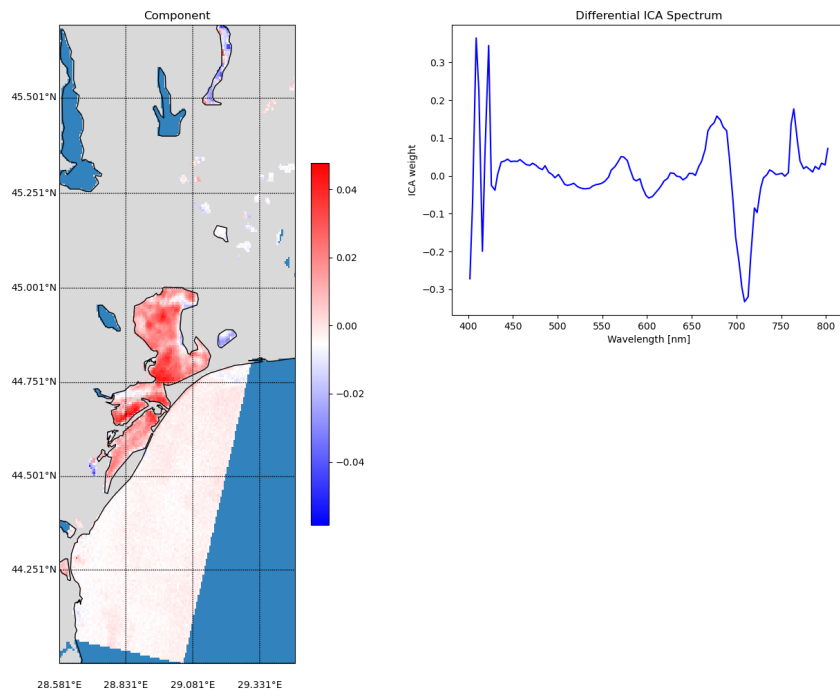 Component
45.501°N
45.251°N
45.001°N
44.751°N
44.501°N
44.251°N
28.581°E 28.831°E 29.081°E 29.331°E
0.04
0.02
0.00
−0.02
−0.04
Differential ICA Spectrum
ICA weight
0.3
0.2
0.1
0.0
−0.1
−0.2
−0.3
400 450 500 550 600 650 700 750 800
Wavelength [nm]